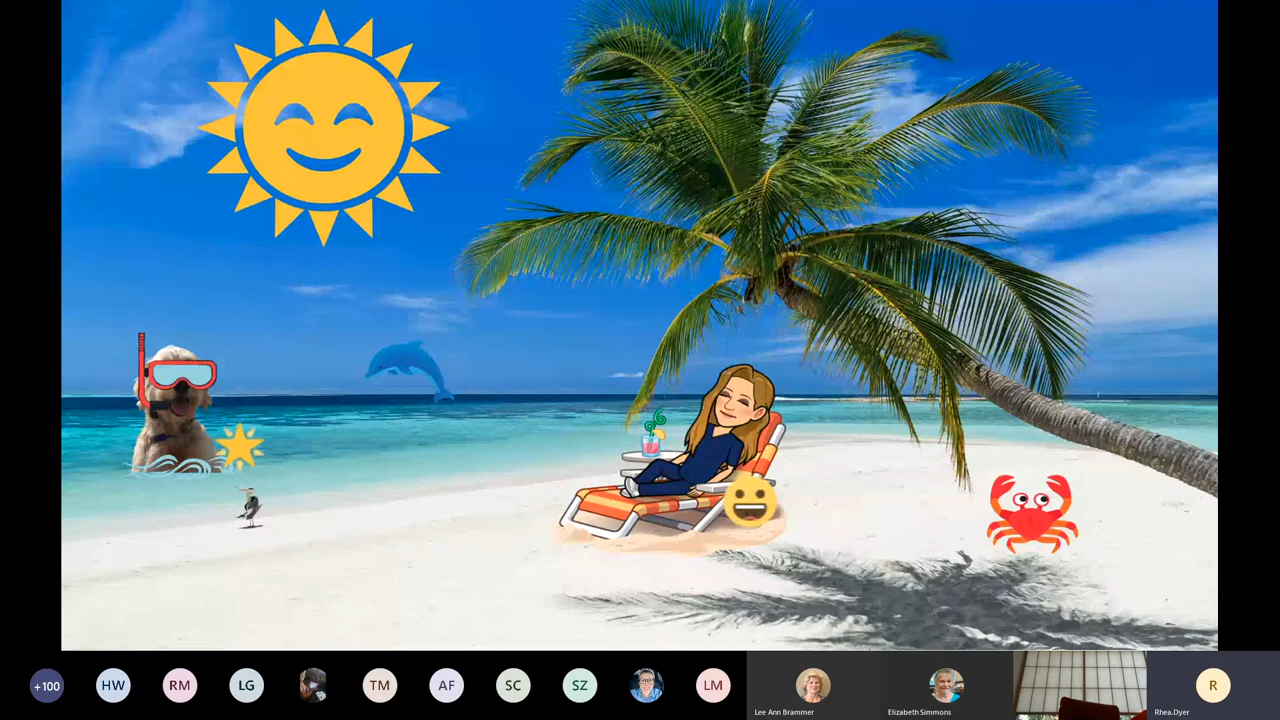 +100
HW
RM
LG
TM
AF
SC
SZ
LM
Lee Ann Brammer
Elizabeth Simmons
R
Rhea.Dyer